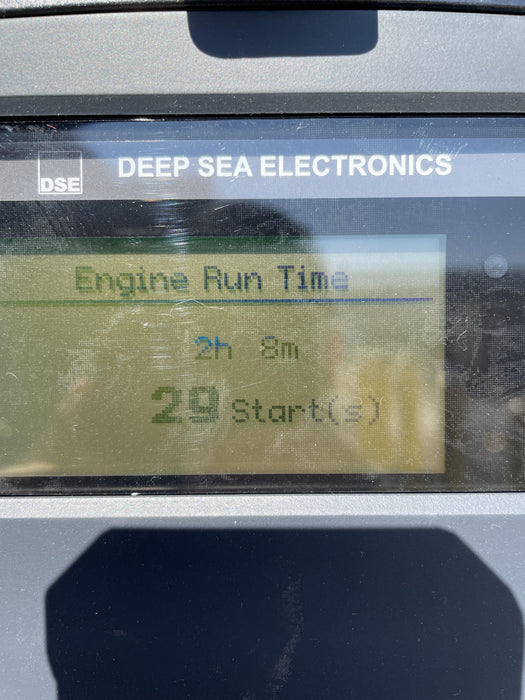 DSE DEEP SEA ELECTRONICS
Engine Run Time
2h 8m
29 Start(s)